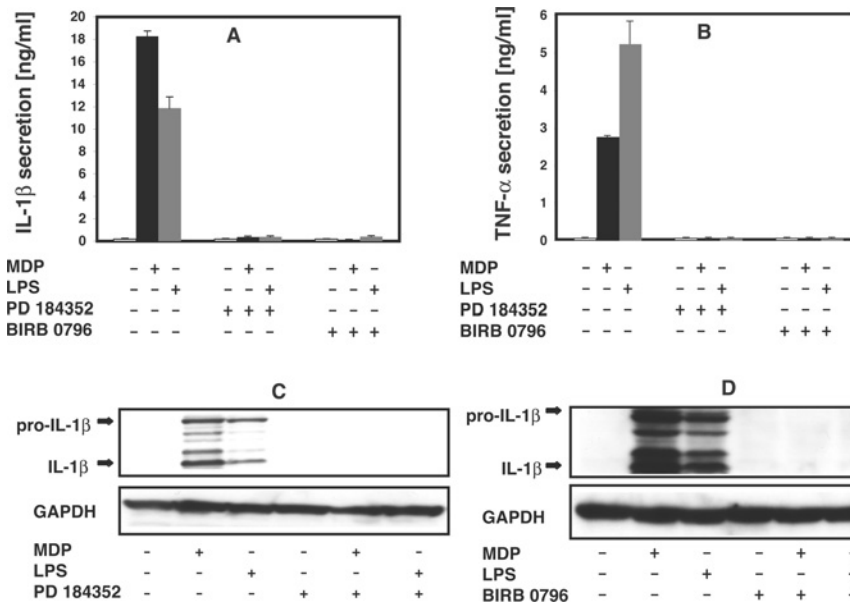 A
IL-1β secretion [ng/ml]
20
18
16
14
12
10
8
6
4
2
0
MDP - + - - + - - + -
LPS - - + - - + - - +
PD 184352 - - - + + + - - -
BIRB 0796 - - - - - - + + +
B
TNF-α secretion [ng/ml]
6
5
4
3
2
1
0
MDP - + - - + - - + -
LPS - - + - - + - - +
PD 184352 - - - + + + - - -
BIRB 0796 - - - - - - + + +
C
pro-IL-1β
IL-1β
GAPDH
MDP - + - - + -
LPS - - + - - +
PD 184352 - - - + + +
D
pro-IL-1β
IL-1β
GAPDH
MDP - + - - + -
LPS - - + - -
BIRB 0796 - - - + +